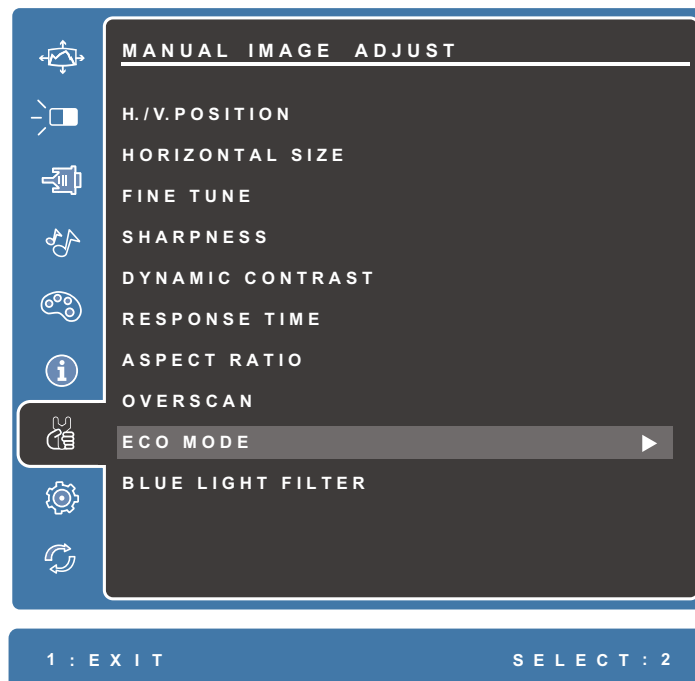 MANUAL IMAGE ADJUST
H./V.POSITION
HORIZONTAL SIZE
FINE TUNE
SHARPNESS
DYNAMIC CONTRAST
RESPONSE TIME
ASPECT RATIO
OVERSCAN
ECO MODE
BLUE LIGHT FILTER
1:EXIT SELECT:2